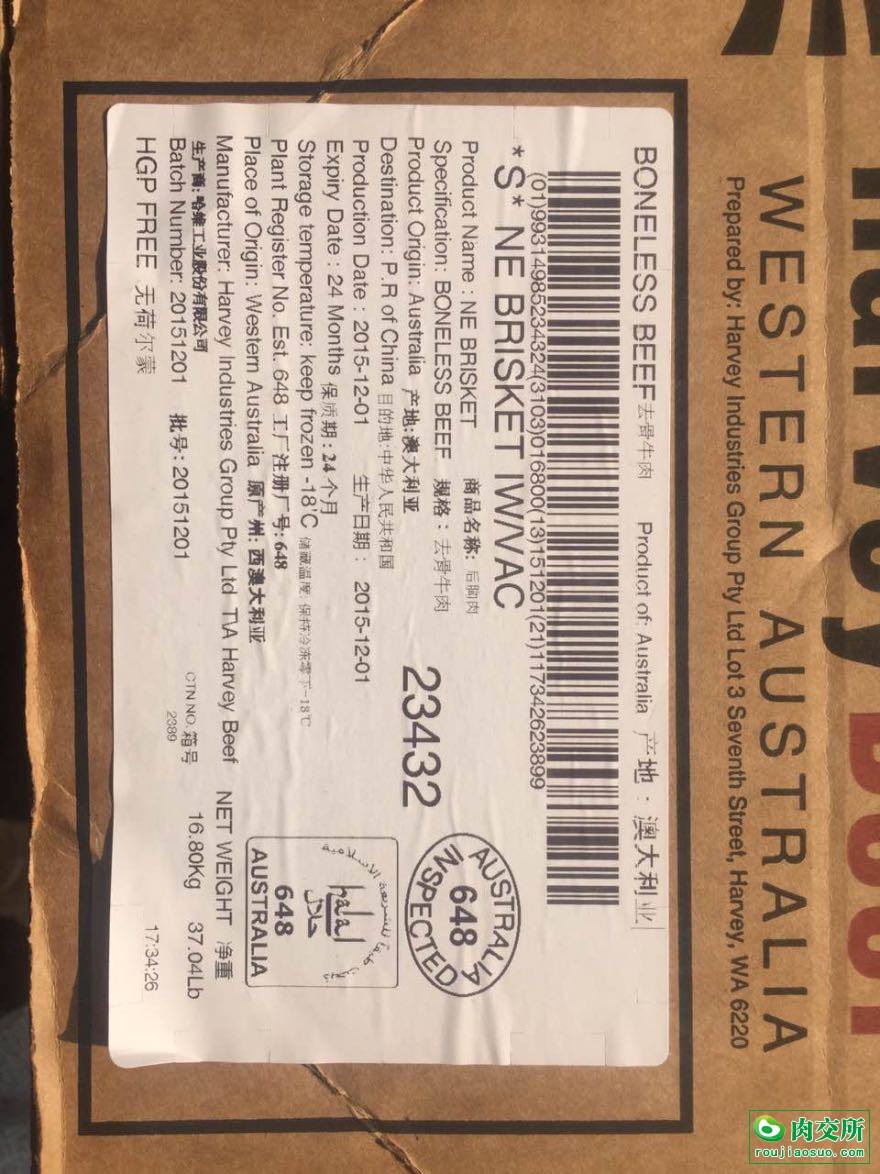 Harvey Beef
WESTERN AUSTRALIA
Prepared by: Harvey Industries Group Pty Ltd Lot 3 Seventh Street, Harvey, WA 6220
BONELESS BEEF去骨牛肉 Product of: Australia 产地：澳大利亚
(01)99314985234324(3103)016800(13)151201(21)117342623899
*S* NE BRISKET IW/VAC
Product Name : NE BRISKET 商品名称: 后胸肉
Specification: BONELESS BEEF 规格：去骨牛肉
Product Origin: Australia 产地:澳大利亚
23432
Destination: P.R of China 目的地:中华人民共和国
Production Date : 2015-12-01 生产日期： 2015-12-01
Expiry Date : 24 Months 保质期:24个月
Storage temperature: keep frozen -18'C 储藏温度: 保持冷冻零下-18℃
Plant Register No. Est. 648 工厂注册厂号:648
Place of Origin: Western Australia 原产州：西澳大利亚
Manufacturer: Harvey Industries Group Pty Ltd T\A Harvey Beef
生产商: 哈维工业股份有限公司
Batch Number: 20151201 批号: 20151201
HGP FREE 无荷尔蒙
AUSTRALIA
648
INSPECTED
halal
حلال
648
AUSTRALIA
NET WEIGHT 净重
CTN NO. 箱号
2389
16.80Kg 37.04Lb
17:34:26
肉交所
roujiaosuo.com